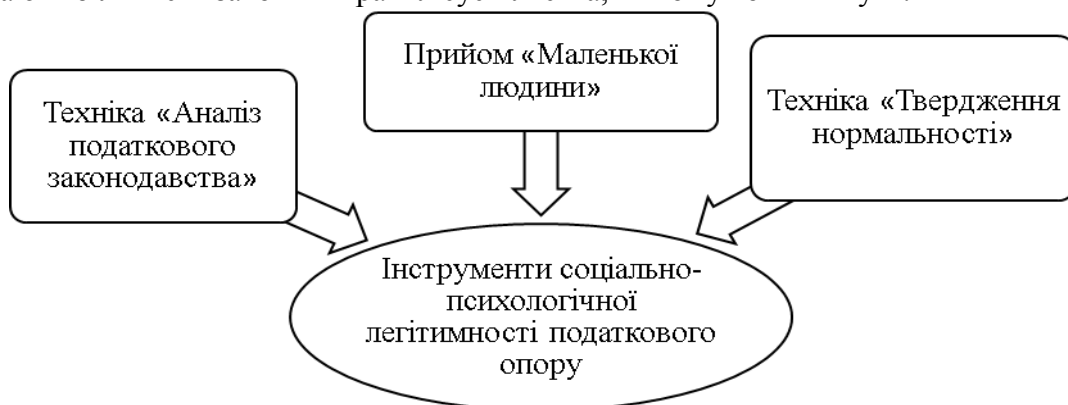 Прийом «Маленької
людини»
Техніка «Аналіз
податкового
законодавства»
Техніка «Твердження
нормальності»
Інструменти соціально-
психологічної
легітимності податкового
опору